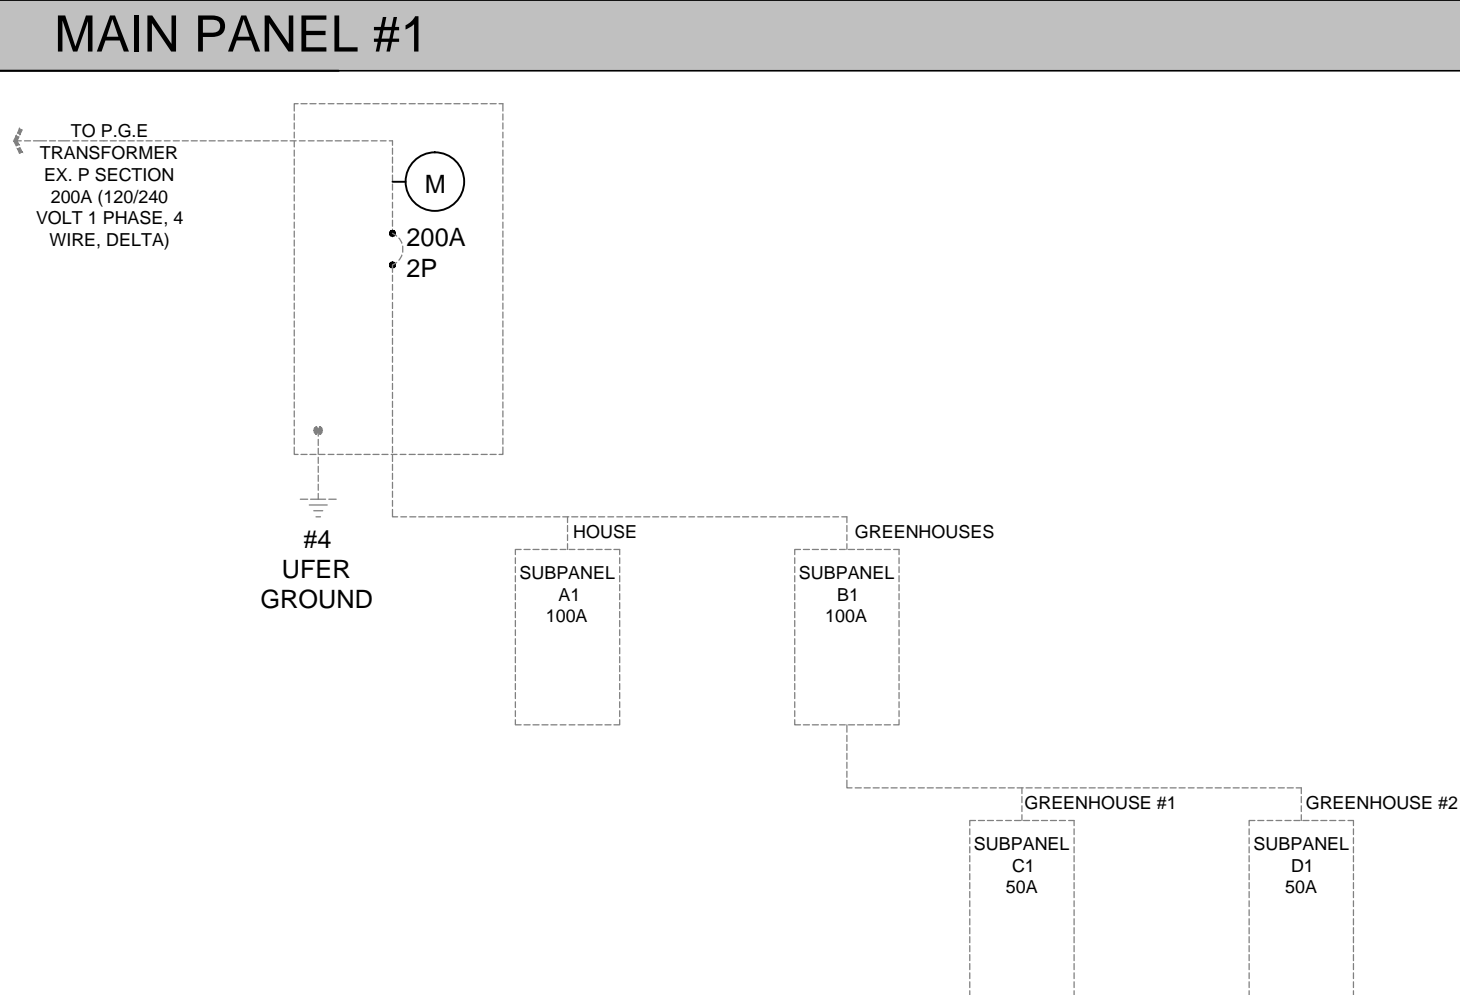 MAIN PANEL #1
TO P.G.E
TRANSFORMER
EX. P SECTION
200A (120/240
VOLT 1 PHASE, 4
WIRE, DELTA)
M
200A
2P
#4
UFER
GROUND
HOUSE
SUBPANEL
A1
100A
GREENHOUSES
SUBPANEL
B1
100A
GREENHOUSE #1
SUBPANEL
C1
50A
GREENHOUSE #2
SUBPANEL
D1
50A